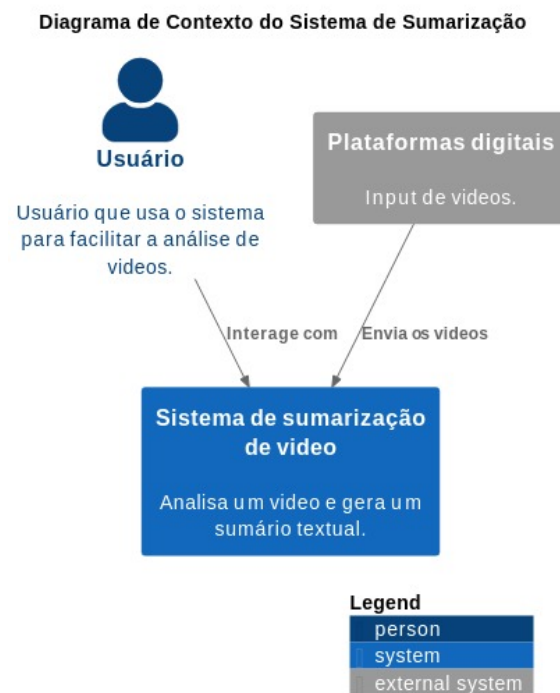 Diagrama de Contexto do Sistema de Sumarização
Usuário
Usuário que usa o sistema
para facilitar a análise de
videos.
Plataformas digitais
Input de videos.
Interage com
Envia os videos
Sistema de sumarização
de video
Analisa um video e gera um
sumário textual.
Legend
person
system
external system